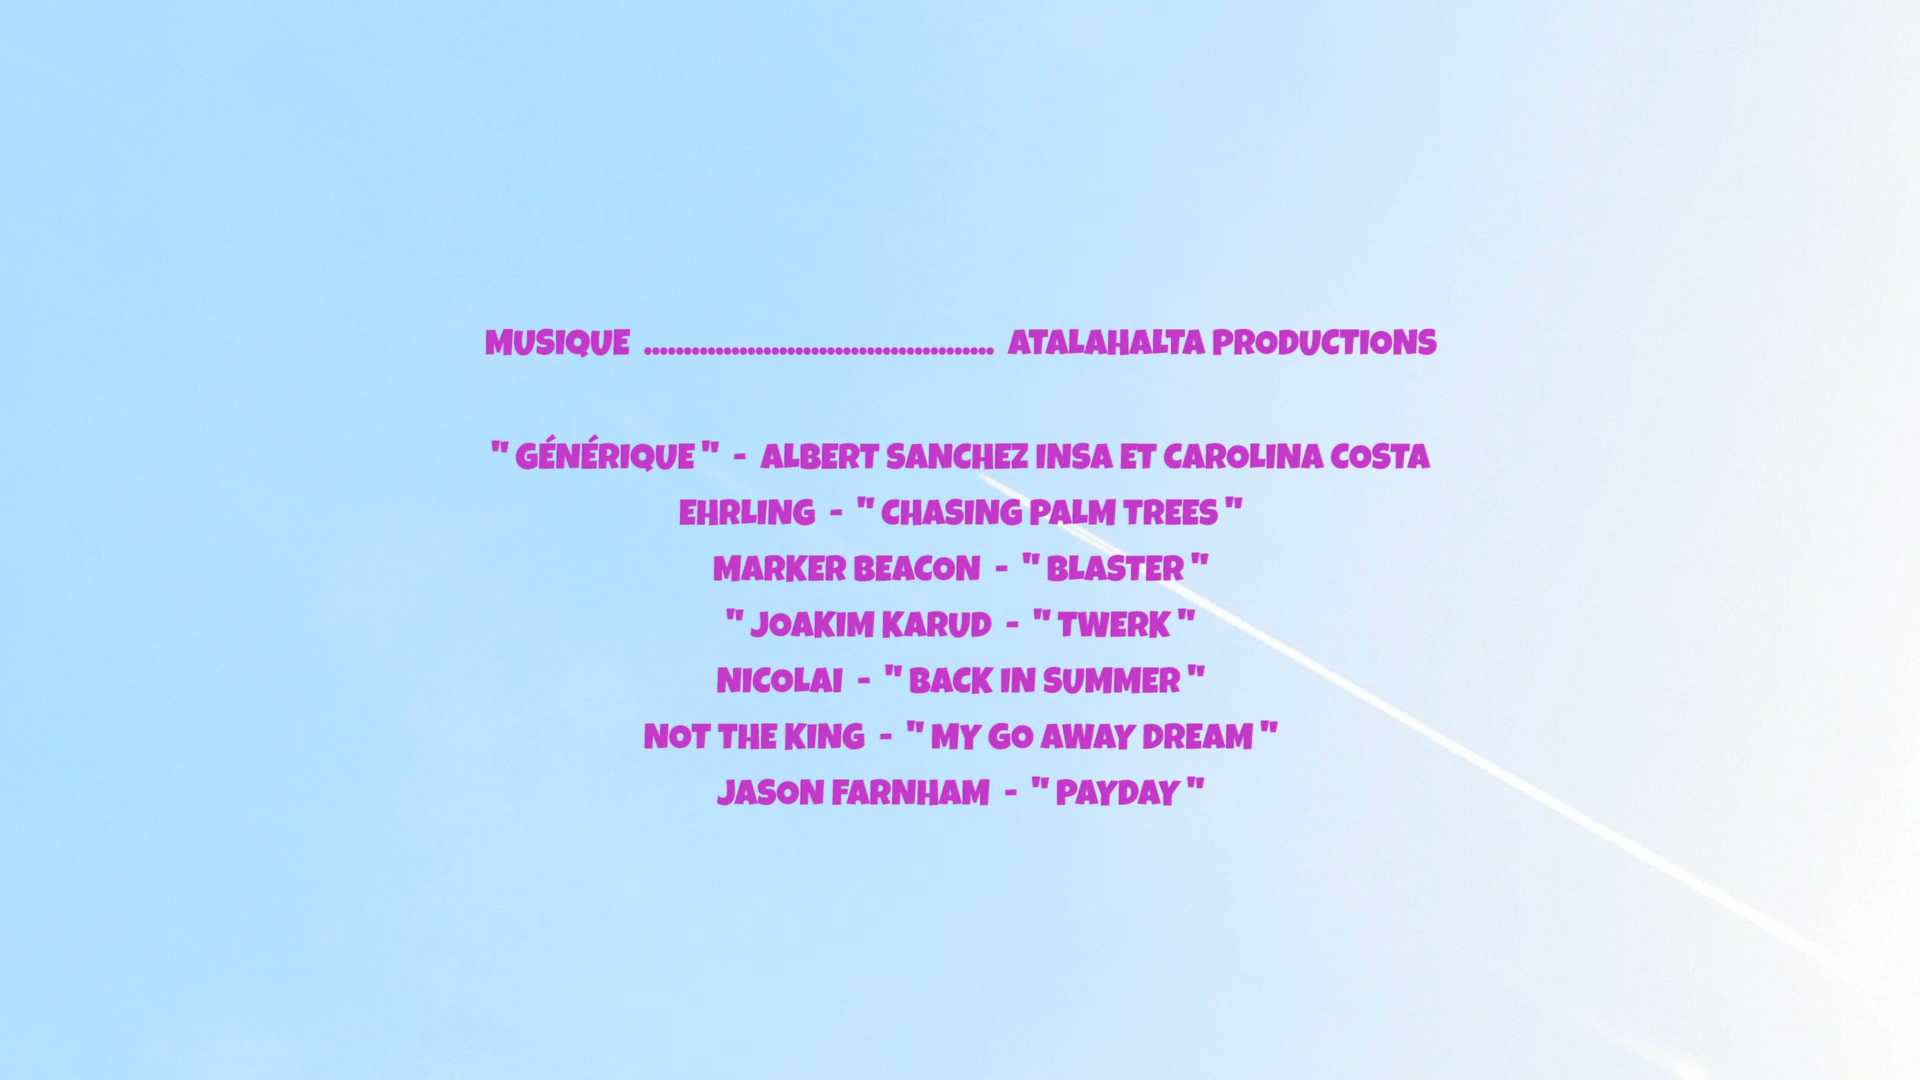 MUSIQUE ............................................ ATALAHALTA PRODUCTIONS
" GÉNÉRIQUE " - ALBERT SANCHEZ INSA ET CAROLINA COSTA
EHRLING - " CHASING PALM TREES "
MARKER BEACON - " BLASTER "
" JOAKIM KARUD - " TWERK "
NICOLAI - " BACK IN SUMMER "
NOT THE KING - " MY GO AWAY DREAM "
JASON FARNHAM - " PAYDAY "